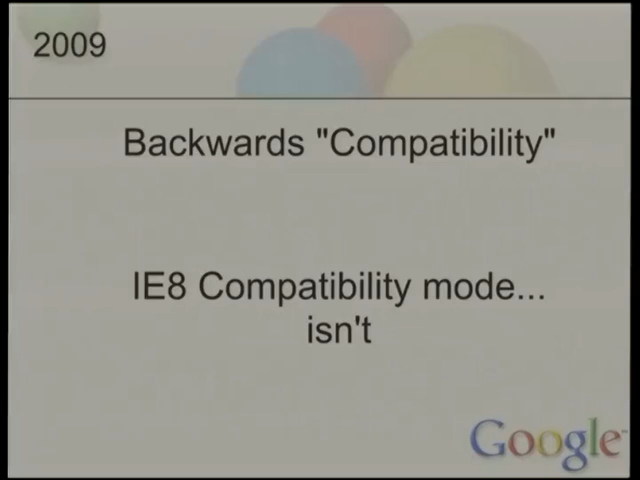 2009
Backwards "Compatibility"
IE8 Compatibility mode...
isn't
Google